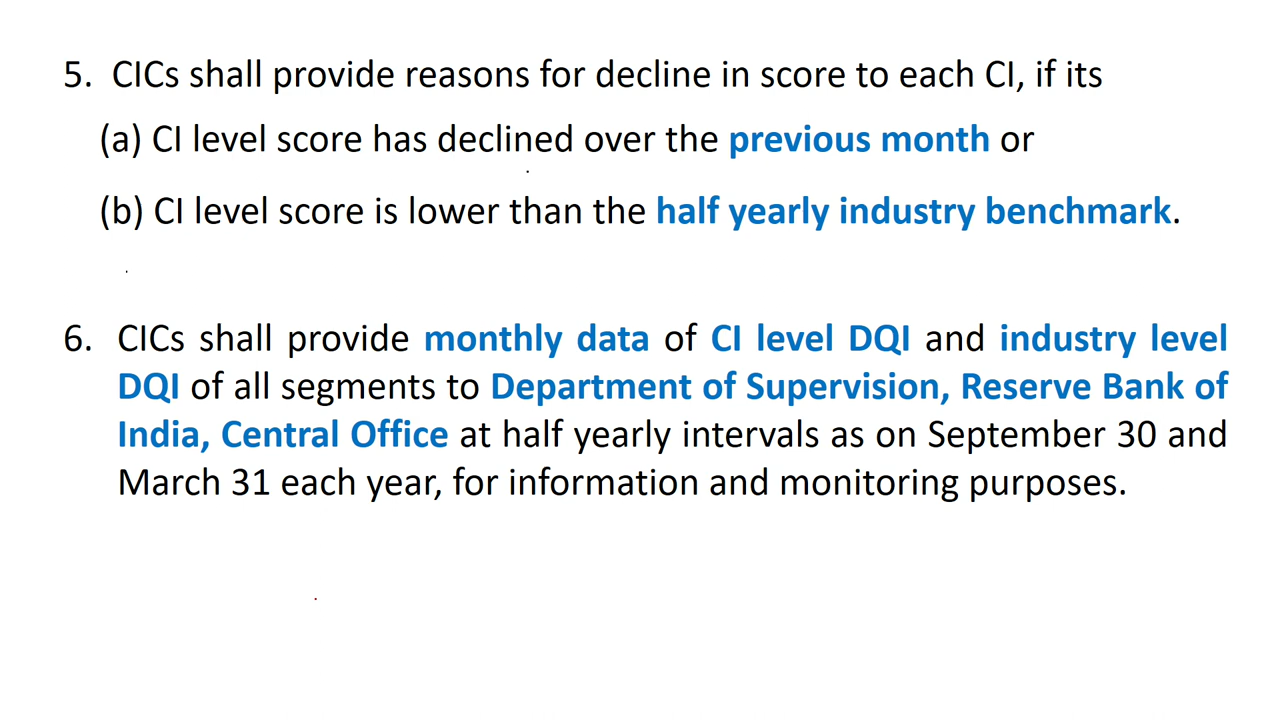 5. CICs shall provide reasons for decline in score to each CI, if its
(a) CI level score has declined over the previous month or
(b) CI level score is lower than the half yearly industry benchmark.
6. CICs shall provide monthly data of CI level DQI and industry level
DQI of all segments to Department of Supervision, Reserve Bank of
India, Central Office at half yearly intervals as on September 30 and
March 31 each year, for information and monitoring purposes.